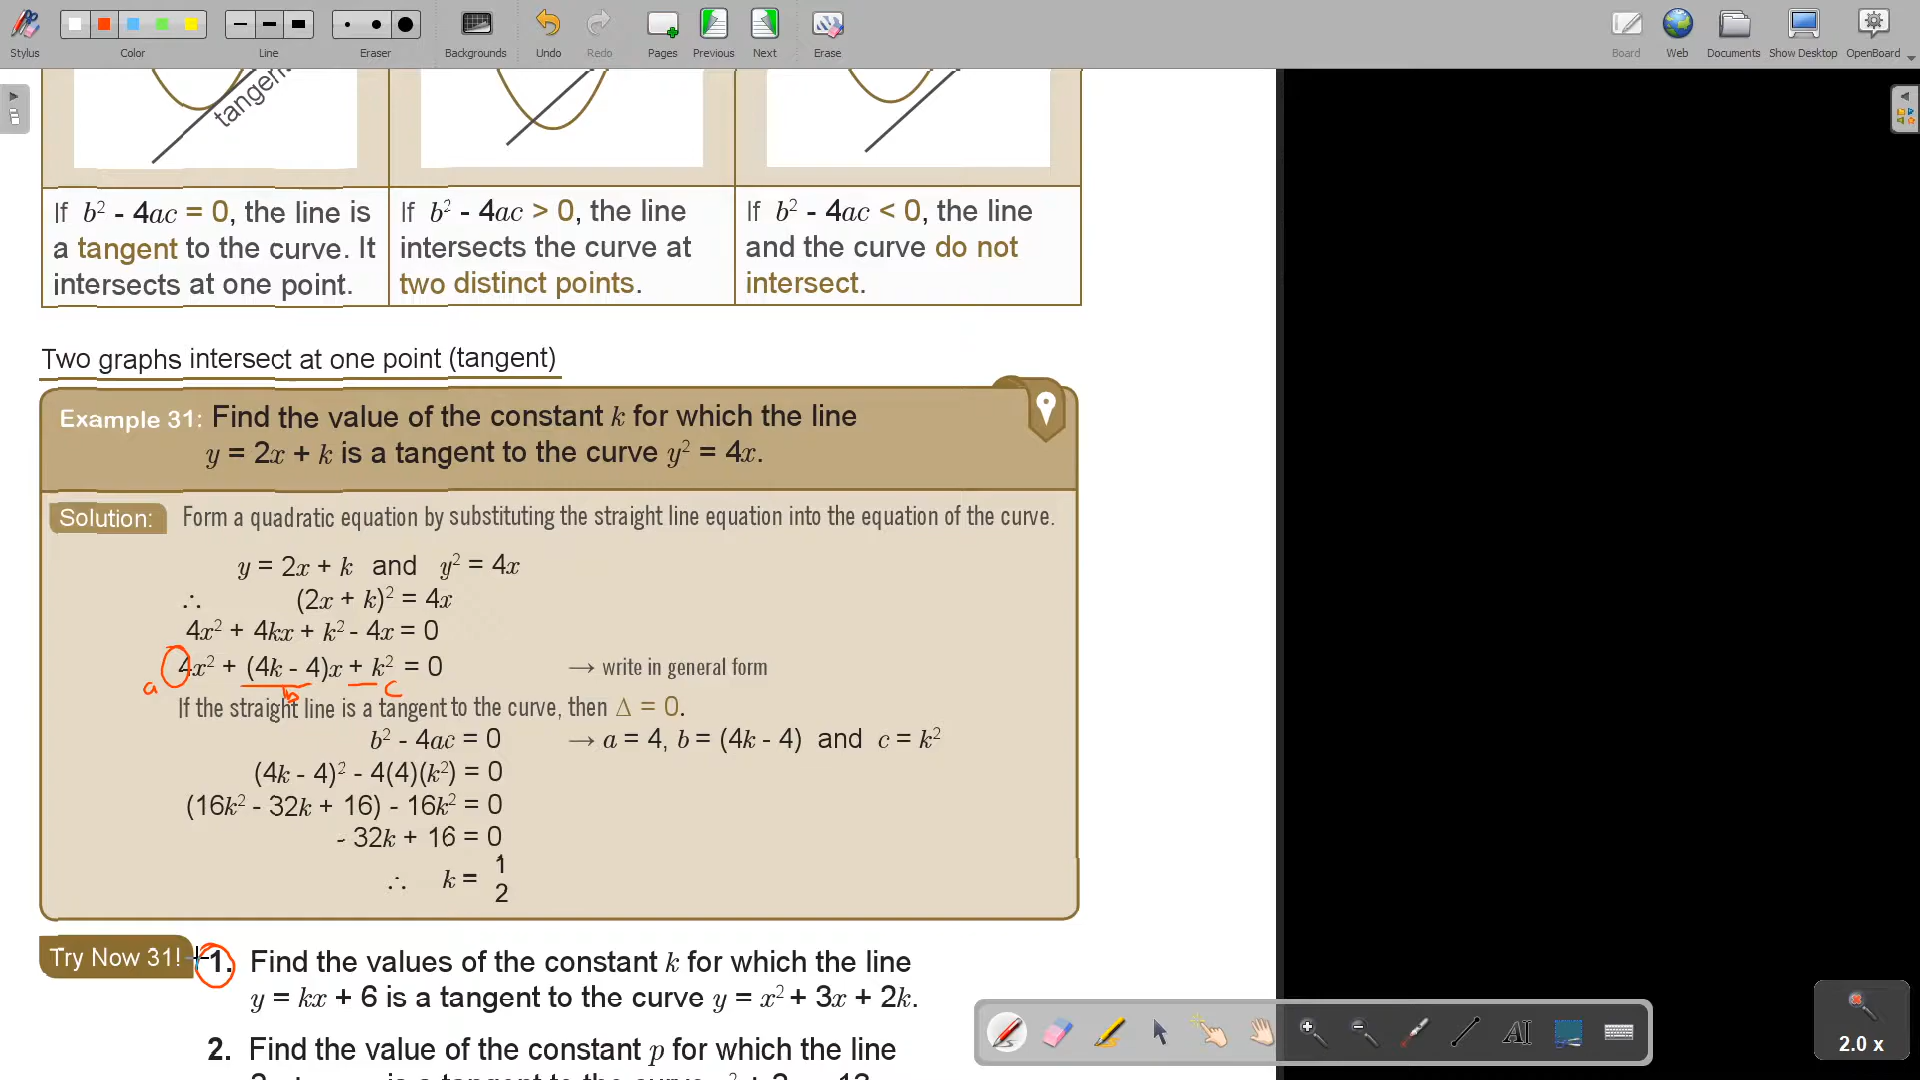 Stylus Color Line Eraser Backgrounds Undo Redo Pages Previous Next Erase Board Web Documents Show Desktop OpenBoard
tangent
If b² - 4ac = 0, the line is
a tangent to the curve. It
intersects at one point.
If b² - 4ac > 0, the line
intersects the curve at
two distinct points.
If b² - 4ac < 0, the line
and the curve do not
intersect.
Two graphs intersect at one point (tangent)
Example 31: Find the value of the constant k for which the line
y = 2x + k is a tangent to the curve y² = 4x.
Solution: Form a quadratic equation by substituting the straight line equation into the equation of the curve.
y = 2x + k and y² = 4x
∴ (2x + k)² = 4x
4x² + 4kx + k² - 4x = 0
4x² + (4k - 4)x + k² = 0 → write in general form
a b c
If the straight line is a tangent to the curve, then Δ = 0.
b² - 4ac = 0 → a = 4, b = (4k - 4) and c = k²
(4k - 4)² - 4(4)(k²) = 0
(16k² - 32k + 16) - 16k² = 0
- 32k + 16 = 0
∴ k = 1
2
Try Now 31! 1. Find the values of the constant k for which the line
y = kx + 6 is a tangent to the curve y = x² + 3x + 2k.
2. Find the value of the constant p for which the line
is a tangent to the curve
2.0 x